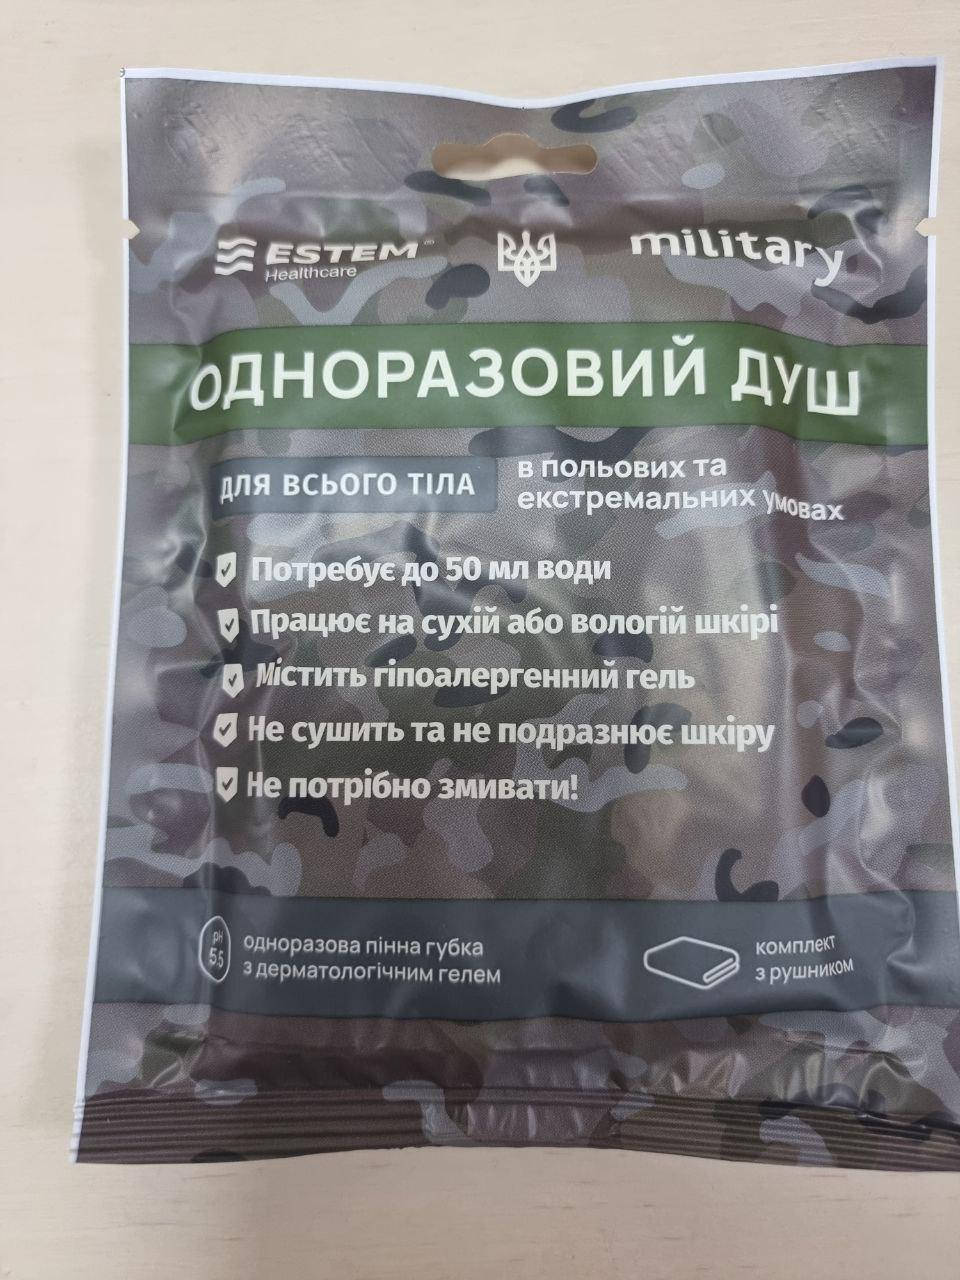 ESTEM®
Healthcare
military
ОДНОРАЗОВИЙ ДУШ
ДЛЯ ВСЬОГО ТІЛА
в польових та
екстремальних умовах
Потребує до 50 мл води
Працює на сухій або вологій шкірі
Містить гіпоалергенний гель
Не сушить та не подразнює шкіру
Не потрібно змивати!
pH
5,5
одноразова пінна губка
з дерматологічним гелем
комплект
з рушником